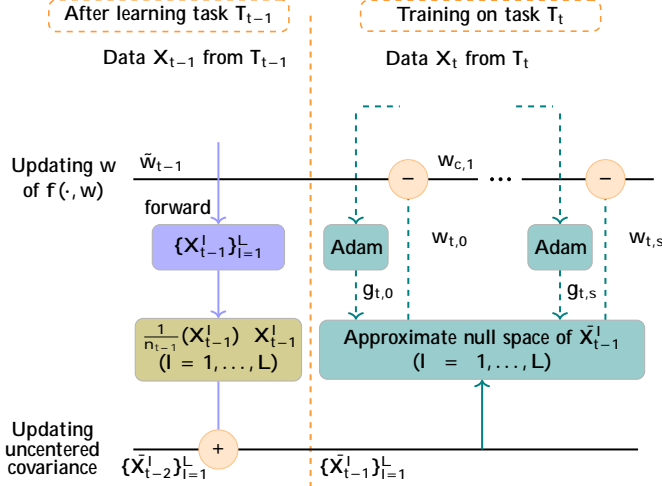 After learning task T_{t−1}
Training on task T_t
Data X_{t−1} from T_{t−1}
Data X_t from T_t
Updating w
of f(·, w)
w̃_{t−1}
−
w_{c,1}
...
−
forward
{X^l_{t−1}}^L_{l=1}
Adam
w_{t,0}
Adam
w_{t,s}
g_{t,0}
g_{t,s}
1/n_{t−1} (X^l_{t−1}) X^l_{t−1}
(l = 1, . . . , L)
Approximate null space of X̄^l_{t−1}
(l = 1, . . . , L)
Updating
uncentered
covariance
+
{X̄^l_{t−2}}^L_{l=1}
{X̄^l_{t−1}}^L_{l=1}